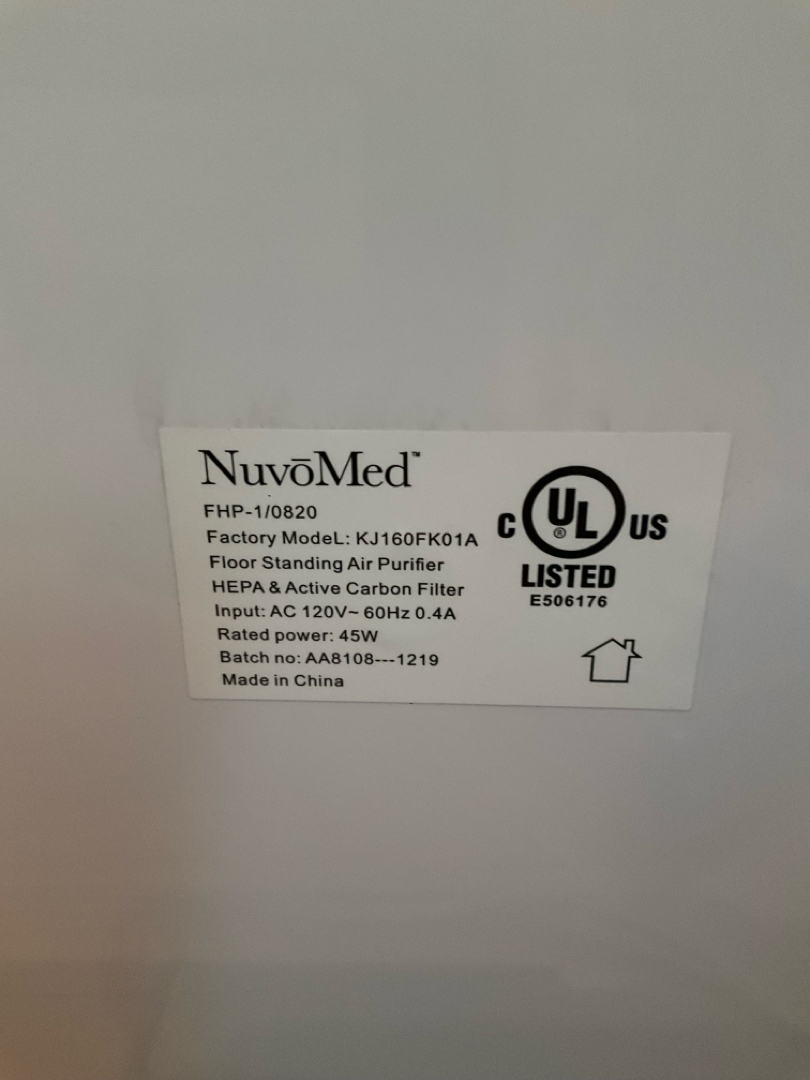 NuvōMed™
FHP-1/0820
Factory ModeL: KJ160FK01A
Floor Standing Air Purifier
HEPA & Active Carbon Filter
Input: AC 120V~ 60Hz 0.4A
Rated power: 45W
Batch no: AA8108---1219
Made in China
C UL® US
LISTED
E506176